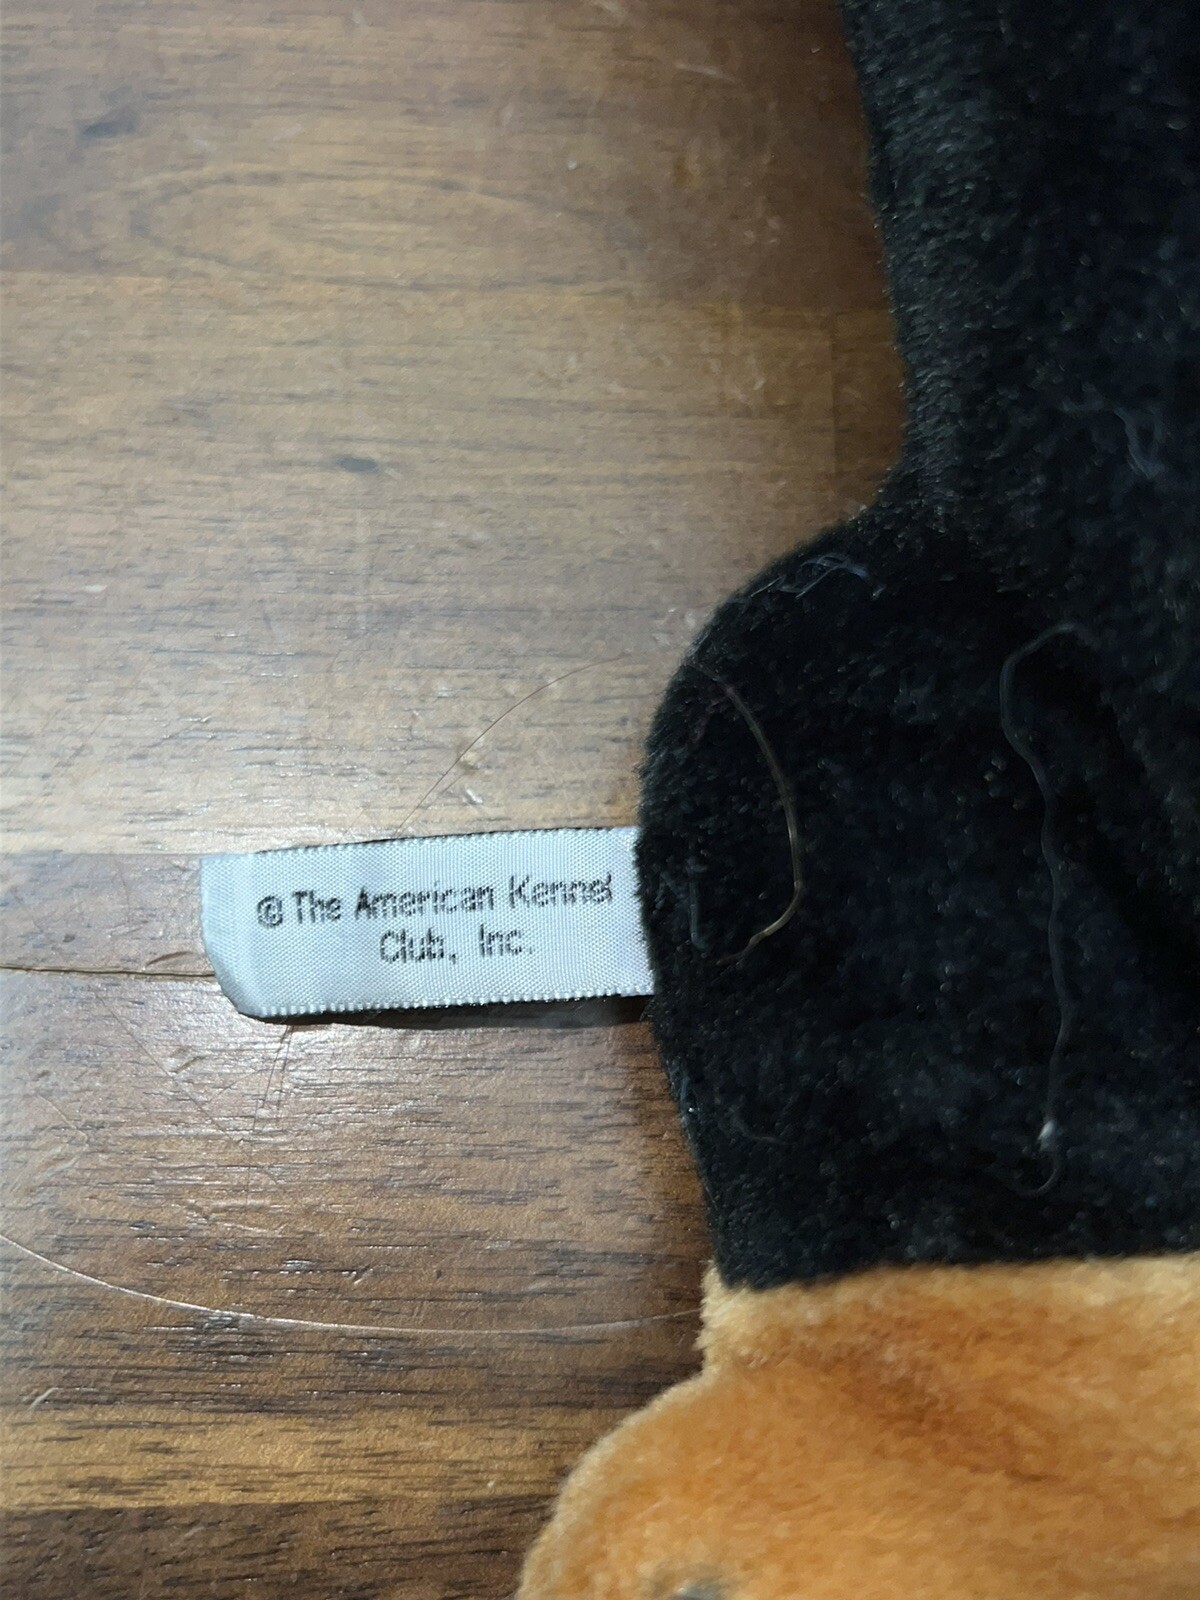 © The American Kennel
Club, Inc.